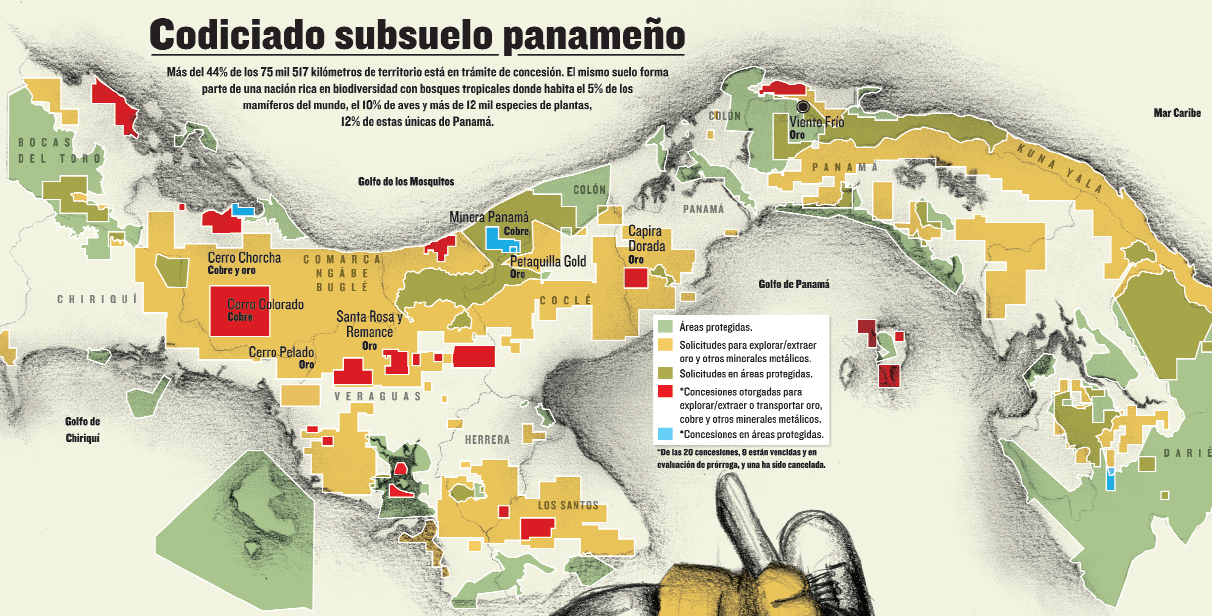 Codiciado subsuelo panameño
Más del 44% de los 75 mil 517 kilómetros de territorio está en trámite de concesión. El mismo suelo forma
parte de una nación rica en biodiversidad con bosques tropicales donde habita el 5% de los
mamíferos del mundo, el 10% de aves y más de 12 mil especies de plantas,
12% de estas únicas de Panamá.
Mar Caribe
BOCAS
DEL TORO
Golfo de los Mosquitos
COLÓN
COLÓN
Viento Frío
Oro
PANAMÁ
KUNA YALA
PANAMÁ
Minera Panamá
Cobre
Petaquilla Gold
Oro
Capira
Dorada
Oro
Cerro Chorcha
Cobre y oro
COMARCA
NGÄBE
BUGLÉ
CHIRIQUÍ
Cerro Colorado
Cobre
COCLÉ
Golfo de Panamá
Santa Rosa y
Remance
Oro
Cerro Pelado
Oro
VERAGUAS
Golfo de
Chiriquí
HERRERA
LOS SANTOS
DARIÉ
Áreas protegidas.
Solicitudes para explorar/extraer
oro y otros minerales metálicos.
Solicitudes en áreas protegidas.
*Concesiones otorgadas para
explorar/extraer o transportar oro,
cobre y otros minerales metálicos.
*Concesiones en áreas protegidas.
*De las 20 concesiones, 9 están vencidas y en
evaluación de prórroga, y una ha sido cancelada.